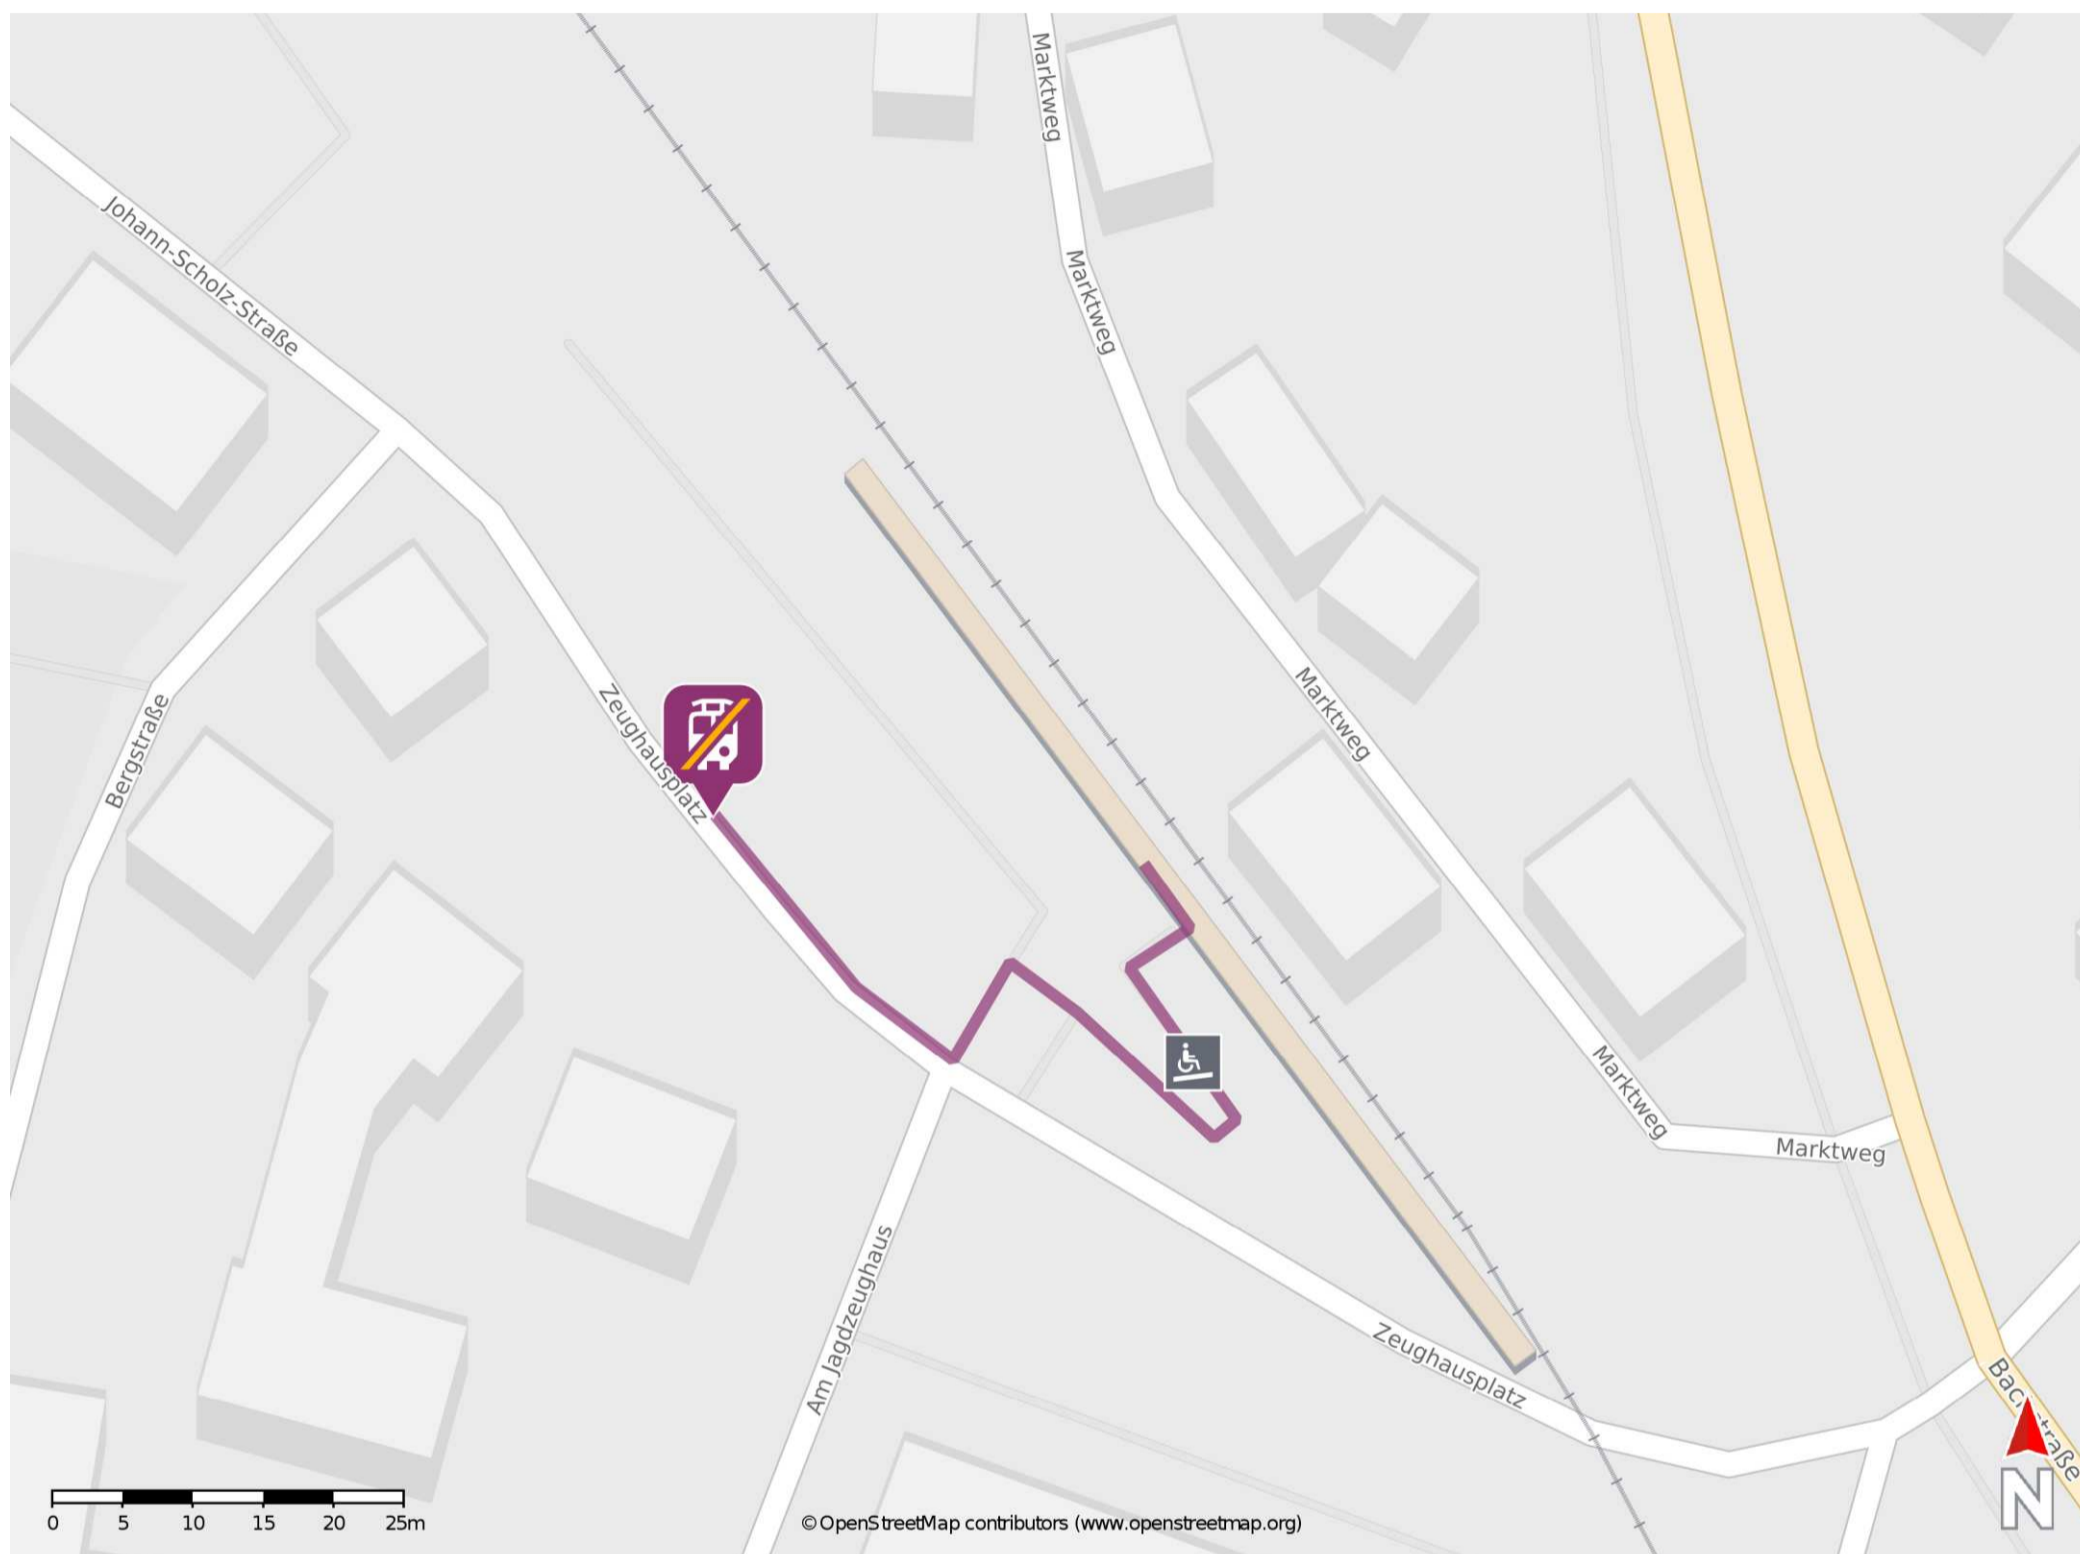 Marktweg
Johann-Scholz-Straße
Marktweg
Marktweg
Zeughausplatz
Bergstraße
Marktweg
Marktweg
Am Jagdzeughaus
Zeughausplatz
N
0 5 10 15 20 25m
©OpenStreetMap contributors (www.openstreetmap.org)